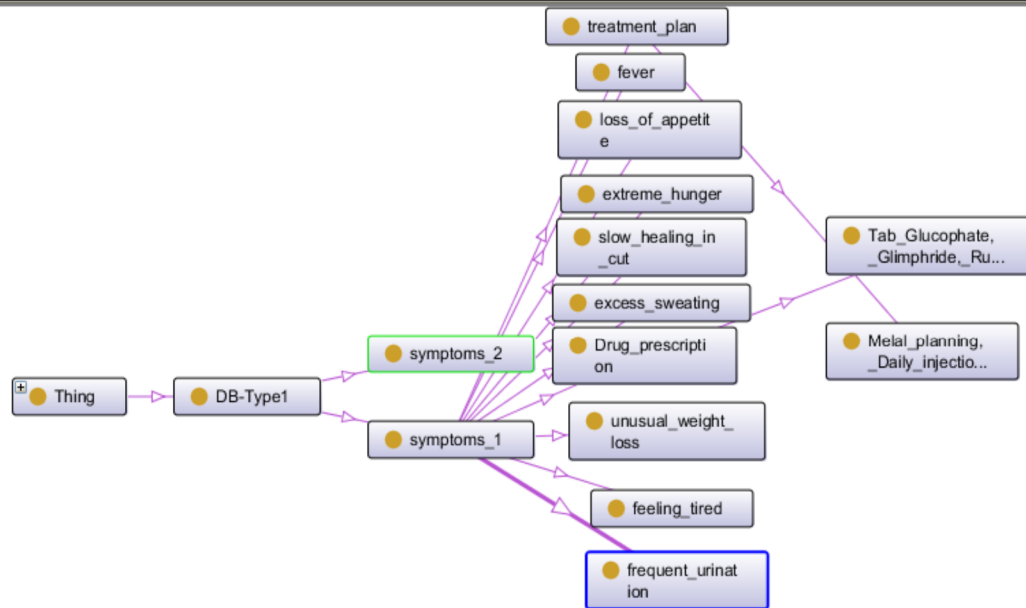 treatment_plan
fever
loss_of_appetit
e
extreme_hunger
slow_healing_in
_cut
excess_sweating
Drug_prescripti
on
Tab_Glucophate,
_Glimphride,_Ru...
Melal_planning,
_Daily_injectio...
symptoms_2
Thing
DB-Type1
symptoms_1
unusual_weight_
loss
feeling_tired
frequent_urinat
ion